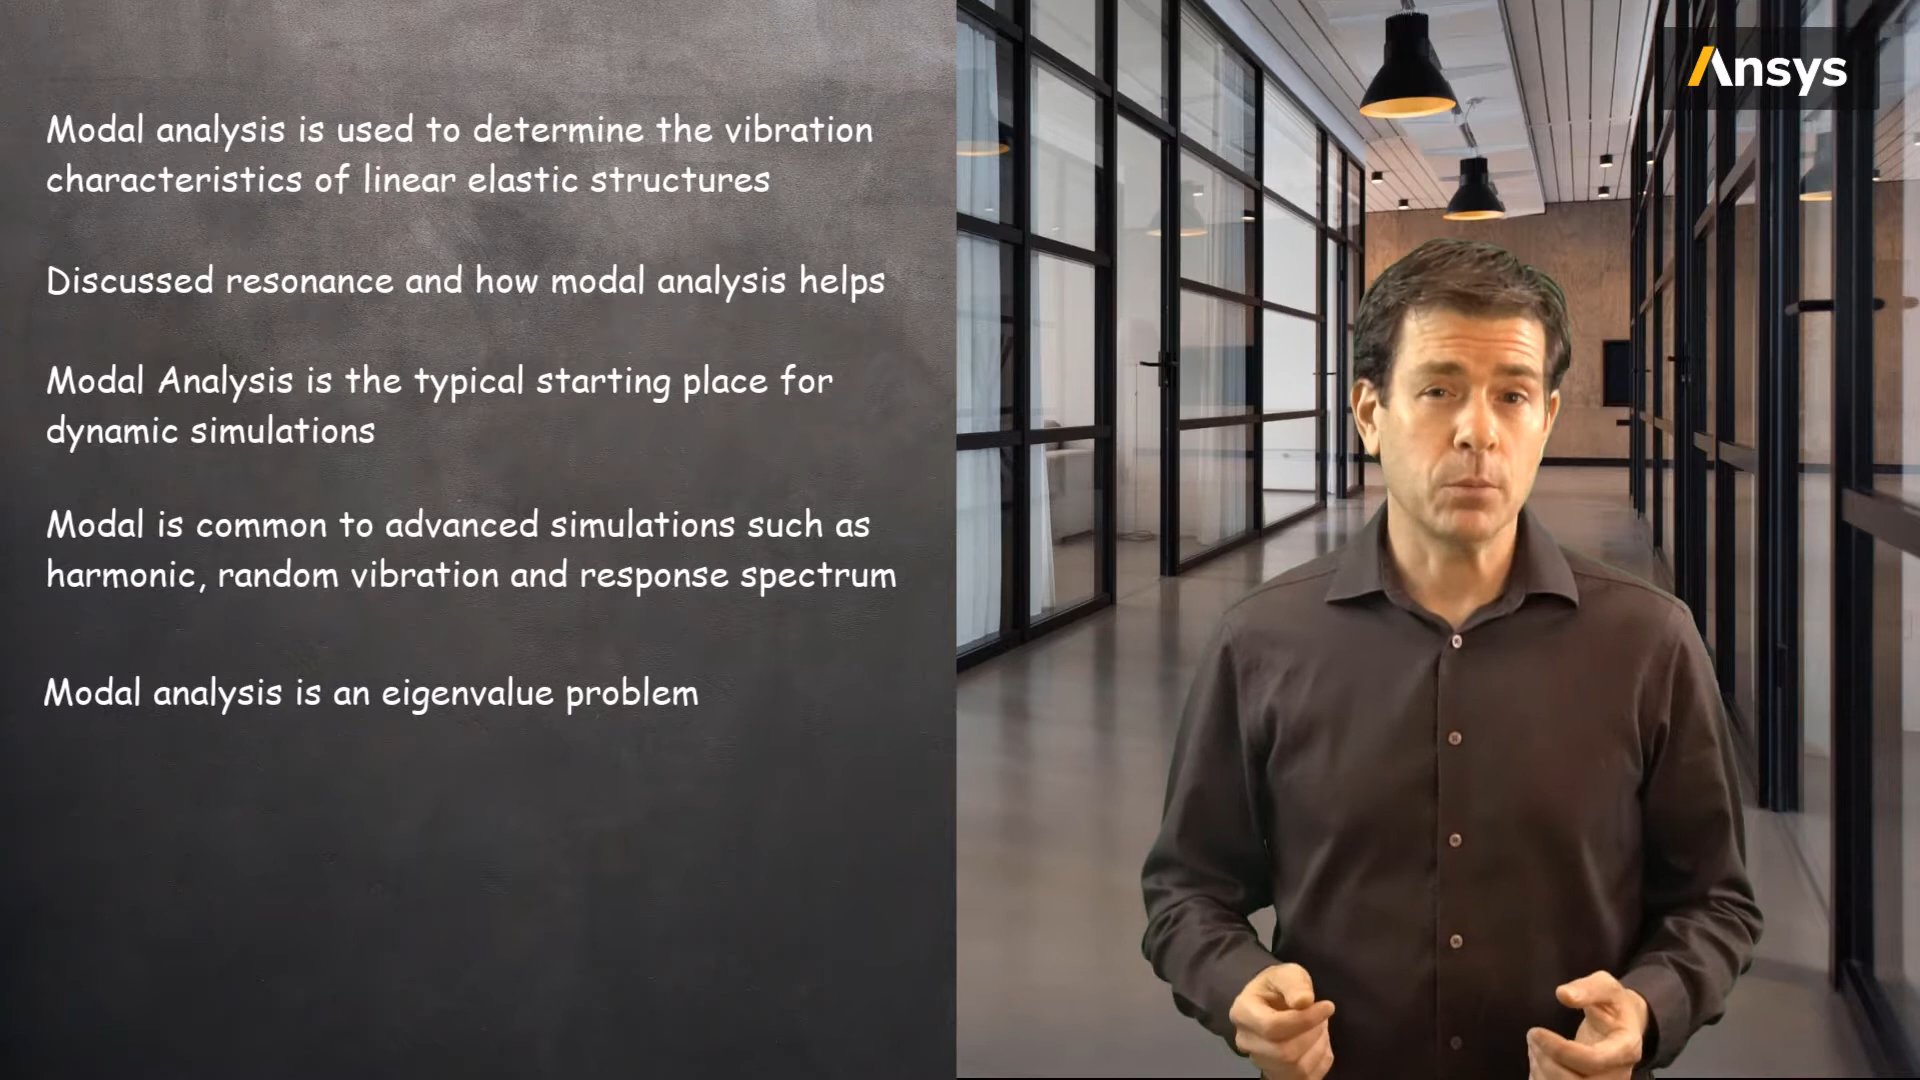 Modal analysis is used to determine the vibration
characteristics of linear elastic structures
Discussed resonance and how modal analysis helps
Modal Analysis is the typical starting place for
dynamic simulations
Modal is common to advanced simulations such as
harmonic, random vibration and response spectrum
Modal analysis is an eigenvalue problem
Ansys